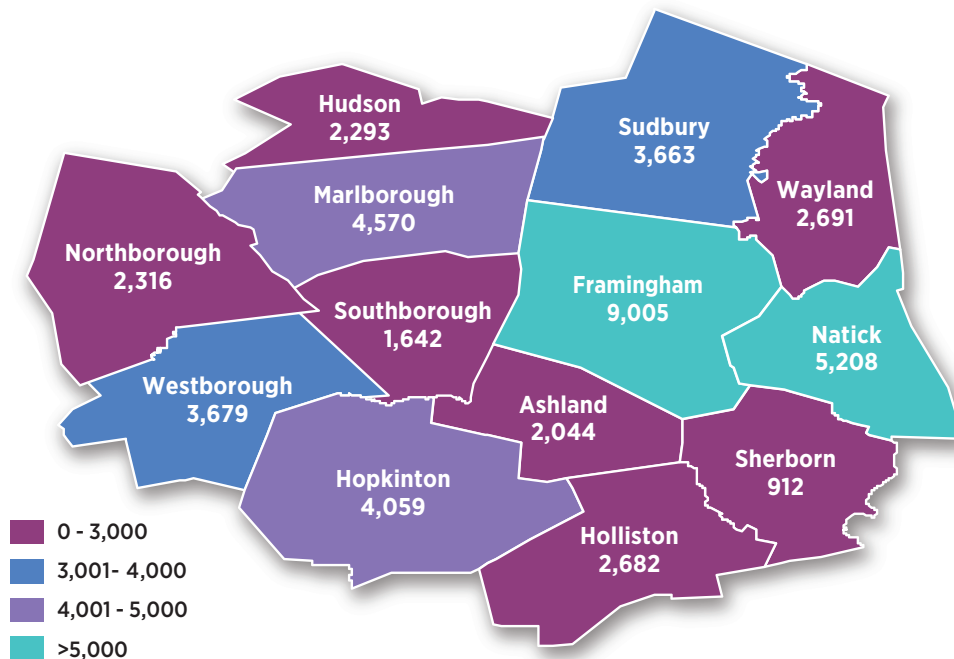 Hudson
2,293
Sudbury
3,663
Wayland
2,691
Marlborough
4,570
Northborough
2,316
Southborough
1,642
Framingham
9,005
Natick
5,208
Westborough
3,679
Ashland
2,044
Sherborn
912
Hopkinton
4,059
Holliston
2,682
0 - 3,000
3,001- 4,000
4,001 - 5,000
>5,000